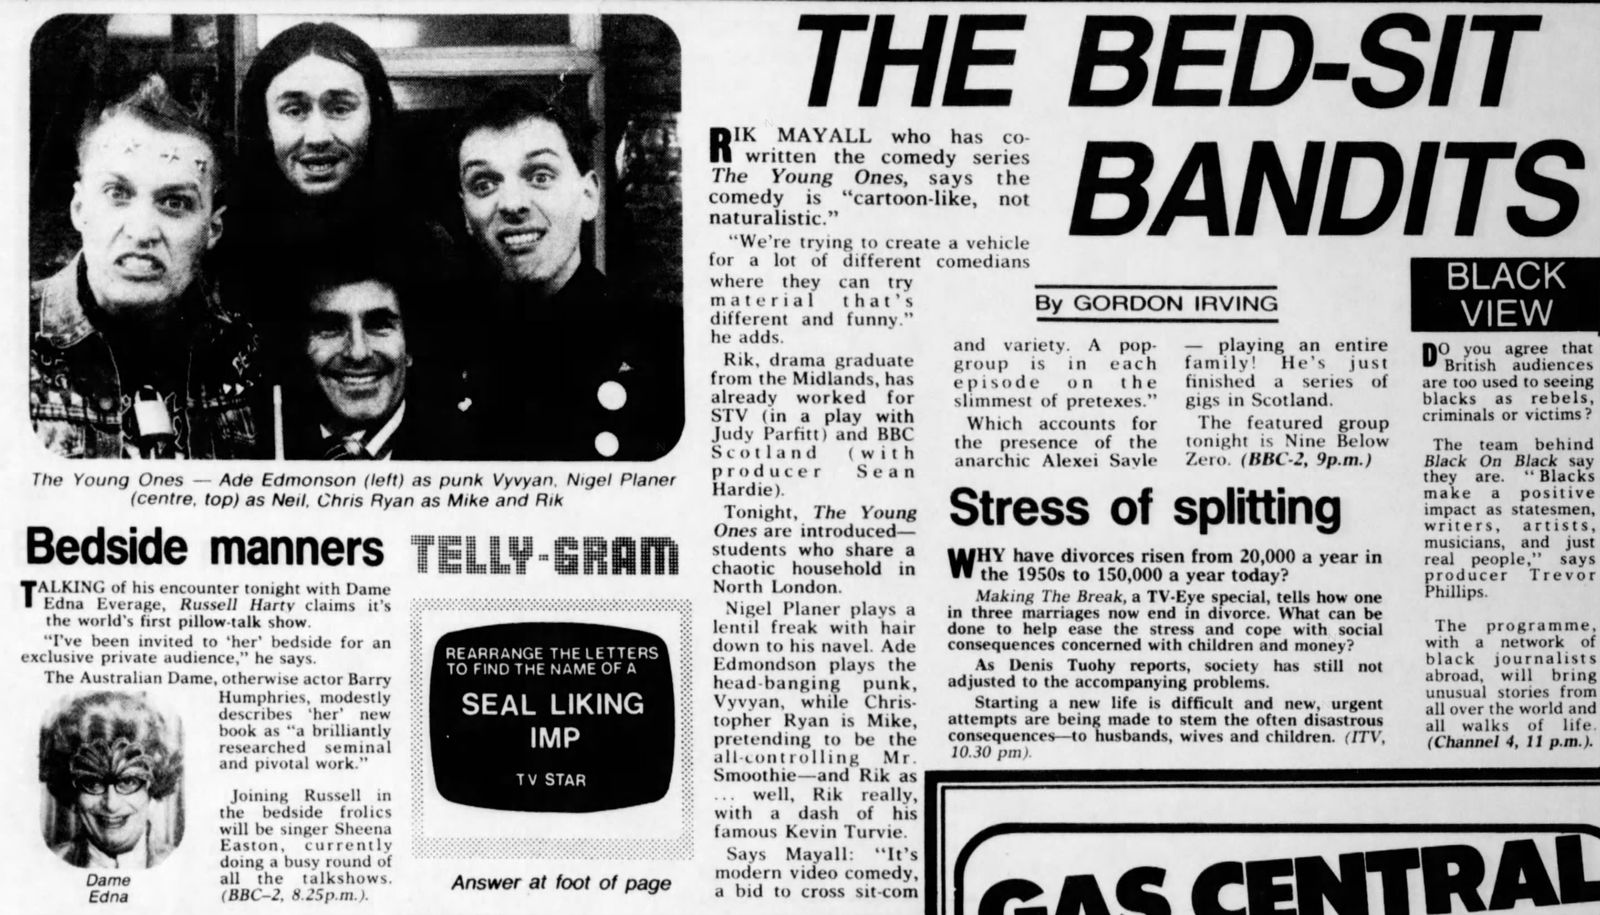 THE BED-SIT
BANDITS
The Young Ones — Ade Edmonson (left) as punk Vyvyan, Nigel Planer
(centre, top) as Neil, Chris Ryan as Mike and Rik
Bedside manners
TALKING of his encounter tonight with Dame
Edna Everage, Russell Harty claims it's
the world's first pillow-talk show.
"I've been invited to 'her' bedside for an
exclusive private audience," he says.
The Australian Dame, otherwise actor Barry
Humphries, modestly
describes 'her' new
book as "a brilliantly
researched seminal
and pivotal work."
Joining Russell in
the bedside frolics
will be singer Sheena
Easton, currently
doing a busy round of
all the talkshows.
(BBC—2, 8.25p.m.).
Dame
Edna
TELLY-GRAM
REARRANGE THE LETTERS
TO FIND THE NAME OF A
SEAL LIKING
IMP
TV STAR
Answer at foot of page
RIK MAYALL who has co-
written the comedy series
The Young Ones, says the
comedy is "cartoon-like, not
naturalistic."
"We're trying to create a vehicle
for a lot of different comedians
where they can try
material that's
different and funny."
he adds.
Rik, drama graduate
from the Midlands, has
already worked for
STV (in a play with
Judy Parfitt) and BBC
Scotland (with
producer Sean
Hardie).
Tonight, The Young
Ones are introduced—
students who share a
chaotic household in
North London.
Nigel Planer plays a
lentil freak with hair
down to his navel. Ade
Edmondson plays the
head-banging punk,
Vyvyan, while Chris-
topher Ryan is Mike,
pretending to be the
all-controlling Mr.
Smoothie—and Rik as
... well, Rik really,
with a dash of his
famous Kevin Turvie.
Says Mayall: "It's
modern video comedy,
a bid to cross sit-com
By GORDON IRVING
and variety. A pop-
group is in each
episode on the
slimmest of pretexes."
Which accounts for
the presence of the
anarchic Alexei Sayle
— playing an entire
family! He's just
finished a series of
gigs in Scotland.
The featured group
tonight is Nine Below
Zero. (BBC-2, 9p.m.)
Stress of splitting
WHY have divorces risen from 20,000 a year in
the 1950s to 150,000 a year today?
Making The Break, a TV-Eye special, tells how one
in three marriages now end in divorce. What can be
done to help ease the stress and cope with social
consequences concerned with children and money?
As Denis Tuohy reports, society has still not
adjusted to the accompanying problems.
Starting a new life is difficult and new, urgent
attempts are being made to stem the often disastrous
consequences—to husbands, wives and children. (ITV,
10.30 pm).
BLACK
VIEW
DO you agree that
British audiences
are too used to seeing
blacks as rebels,
criminals or victims?
The team behind
Black On Black say
they are. "Blacks
make a positive
impact as statesmen,
writers, artists,
musicians, and just
real people," says
producer Trevor
Phillips.
The programme,
with a network of
black journalists
abroad, will bring
unusual stories from
all over the world and
all walks of life.
(Channel 4, 11 p.m.).
GAS CENTRAL